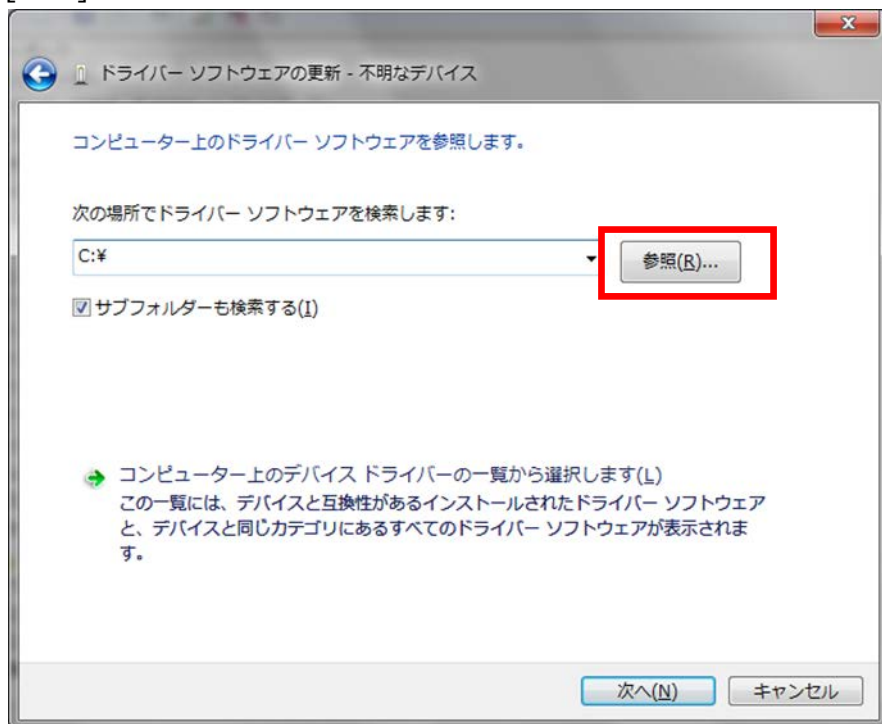 ドライバー ソフトウェアの更新 - 不明なデバイス
コンピューター上のドライバー ソフトウェアを参照します。
次の場所でドライバー ソフトウェアを検索します:
C:¥
参照(R)...
サブフォルダーも検索する(I)
コンピューター上のデバイス ドライバーの一覧から選択します(L)
この一覧には、デバイスと互換性があるインストールされたドライバー ソフトウェア
と、デバイスと同じカテゴリにあるすべてのドライバー ソフトウェアが表示されま
す。
次へ(N)
キャンセル